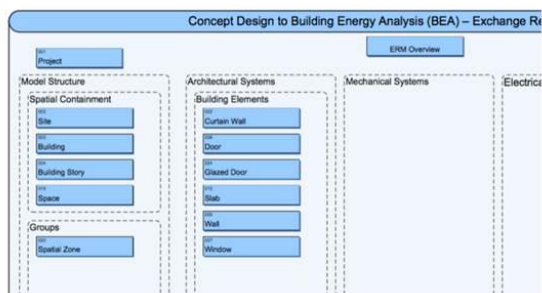 Concept Design to Building Energy Analysis (BEA) – Exchange Re
ERM Overview
Project
Model Structure
Spatial Containment
Site
Building
Building Story
Space
Groups
Spatial Zone
Architectural Systems
Building Elements
Curtain Wall
Door
Glazed Door
Slab
Wall
Window
Mechanical Systems
Electrica